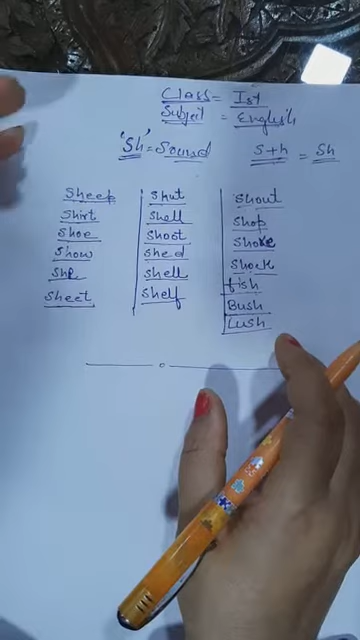 Class = Ist
Subject = English
'Sh' = Sound s+h = Sh
Sheep
Shirt
Shoe
Show
She
Sheet
Shut
Shell
Shoot
Shed
Shell
Shelf
Shout
Shop
Shore
Shock
fish
Bush
Lush